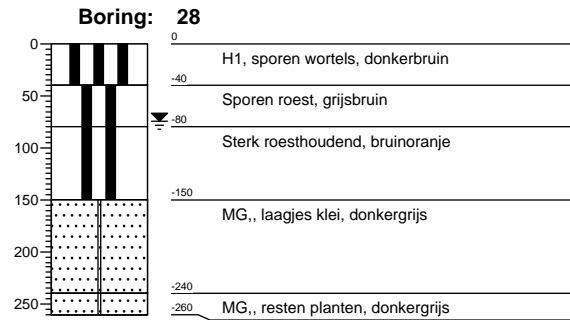 Boring: 28
0
0
H1, sporen wortels, donkerbruin
-40
50
Sporen roest, grijsbruin
-80
100
Sterk roesthoudend, bruinoranje
150
-150
MG,, laagjes klei, donkergrijs
200
-240
250
-260
MG,, resten planten, donkergrijs